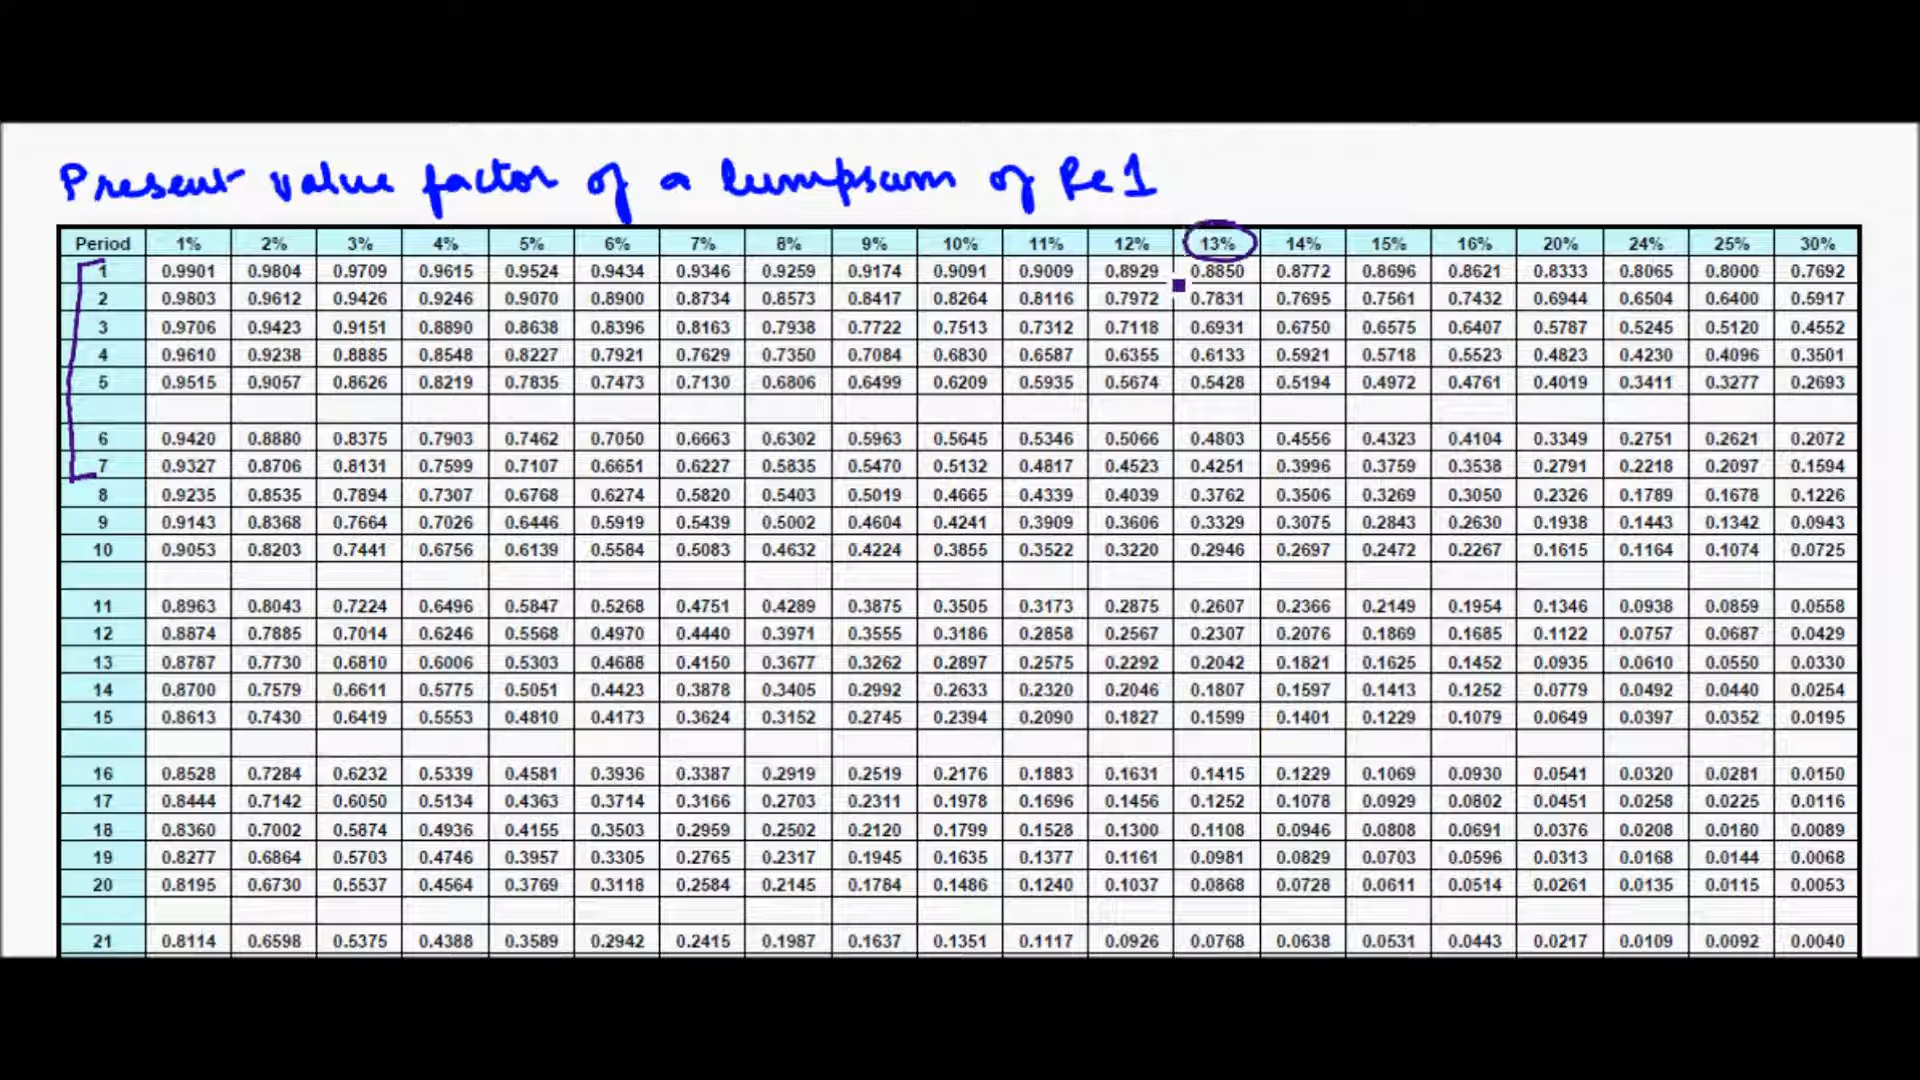 Present value factor of a lumpsum of Re 1
Period 1% 2% 3% 4% 5% 6% 7% 8% 9% 10% 11% 12% 13% 14% 15% 16% 20% 24% 25% 30%
1 0.9901 0.9804 0.9709 0.9615 0.9524 0.9434 0.9346 0.9259 0.9174 0.9091 0.9009 0.8929 0.8850 0.8772 0.8696 0.8621 0.8333 0.8065 0.8000 0.7692
2 0.9803 0.9612 0.9426 0.9246 0.9070 0.8900 0.8734 0.8573 0.8417 0.8264 0.8116 0.7972 0.7831 0.7695 0.7561 0.7432 0.6944 0.6504 0.6400 0.5917
3 0.9706 0.9423 0.9151 0.8890 0.8638 0.8396 0.8163 0.7938 0.7722 0.7513 0.7312 0.7118 0.6931 0.6750 0.6575 0.6407 0.5787 0.5245 0.5120 0.4552
4 0.9610 0.9238 0.8885 0.8548 0.8227 0.7921 0.7629 0.7350 0.7084 0.6830 0.6587 0.6355 0.6133 0.5921 0.5718 0.5523 0.4823 0.4230 0.4096 0.3501
5 0.9515 0.9057 0.8626 0.8219 0.7835 0.7473 0.7130 0.6806 0.6499 0.6209 0.5935 0.5674 0.5428 0.5194 0.4972 0.4761 0.4019 0.3411 0.3277 0.2693
6 0.9420 0.8880 0.8375 0.7903 0.7462 0.7050 0.6663 0.6302 0.5963 0.5645 0.5346 0.5066 0.4803 0.4556 0.4323 0.4104 0.3349 0.2751 0.2621 0.2072
7 0.9327 0.8706 0.8131 0.7599 0.7107 0.6651 0.6227 0.5835 0.5470 0.5132 0.4817 0.4523 0.4251 0.3996 0.3759 0.3538 0.2791 0.2218 0.2097 0.1594
8 0.9235 0.8535 0.7894 0.7307 0.6768 0.6274 0.5820 0.5403 0.5019 0.4665 0.4339 0.4039 0.3762 0.3506 0.3269 0.3050 0.2326 0.1789 0.1678 0.1226
9 0.9143 0.8368 0.7664 0.7026 0.6446 0.5919 0.5439 0.5002 0.4604 0.4241 0.3909 0.3606 0.3329 0.3075 0.2843 0.2630 0.1938 0.1443 0.1342 0.0943
10 0.9053 0.8203 0.7441 0.6756 0.6139 0.5584 0.5083 0.4632 0.4224 0.3855 0.3522 0.3220 0.2946 0.2697 0.2472 0.2267 0.1615 0.1164 0.1074 0.0725
11 0.8963 0.8043 0.7224 0.6496 0.5847 0.5268 0.4751 0.4289 0.3875 0.3505 0.3173 0.2875 0.2607 0.2366 0.2149 0.1954 0.1346 0.0938 0.0859 0.0558
12 0.8874 0.7885 0.7014 0.6246 0.5568 0.4970 0.4440 0.3971 0.3555 0.3186 0.2858 0.2567 0.2307 0.2076 0.1869 0.1685 0.1122 0.0757 0.0687 0.0429
13 0.8787 0.7730 0.6810 0.6006 0.5303 0.4688 0.4150 0.3677 0.3262 0.2897 0.2575 0.2292 0.2042 0.1821 0.1625 0.1452 0.0935 0.0610 0.0550 0.0330
14 0.8700 0.7579 0.6611 0.5775 0.5051 0.4423 0.3878 0.3405 0.2992 0.2633 0.2320 0.2046 0.1807 0.1597 0.1413 0.1252 0.0779 0.0492 0.0440 0.0254
15 0.8613 0.7430 0.6419 0.5553 0.4810 0.4173 0.3624 0.3152 0.2745 0.2394 0.2090 0.1827 0.1599 0.1401 0.1229 0.1079 0.0649 0.0397 0.0352 0.0195
16 0.8528 0.7284 0.6232 0.5339 0.4581 0.3936 0.3387 0.2919 0.2519 0.2176 0.1883 0.1631 0.1415 0.1229 0.1069 0.0930 0.0541 0.0320 0.0281 0.0150
17 0.8444 0.7142 0.6050 0.5134 0.4363 0.3714 0.3166 0.2703 0.2311 0.1978 0.1696 0.1456 0.1252 0.1078 0.0929 0.0802 0.0451 0.0258 0.0225 0.0116
18 0.8360 0.7002 0.5874 0.4936 0.4155 0.3503 0.2959 0.2502 0.2120 0.1799 0.1528 0.1300 0.1108 0.0946 0.0808 0.0691 0.0376 0.0208 0.0180 0.0089
19 0.8277 0.6864 0.5703 0.4746 0.3957 0.3305 0.2765 0.2317 0.1945 0.1635 0.1377 0.1161 0.0981 0.0829 0.0703 0.0596 0.0313 0.0168 0.0144 0.0068
20 0.8195 0.6730 0.5537 0.4564 0.3769 0.3118 0.2584 0.2145 0.1784 0.1486 0.1240 0.1037 0.0868 0.0728 0.0611 0.0514 0.0261 0.0135 0.0115 0.0053
21 0.8114 0.6598 0.5375 0.4388 0.3589 0.2942 0.2415 0.1987 0.1637 0.1351 0.1117 0.0926 0.0768 0.0638 0.0531 0.0443 0.0217 0.0109 0.0092 0.0040